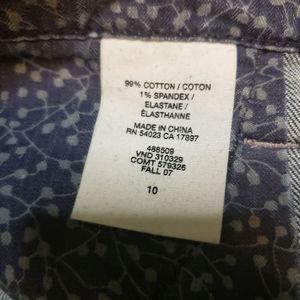 99% COTTON / COTON
1% SPANDEX /
ELASTANE /
ÉLASTHANNE
MADE IN CHINA
RN 54023 CA 17897
488509
VND 310329
COMT 579326
FALL 07
10